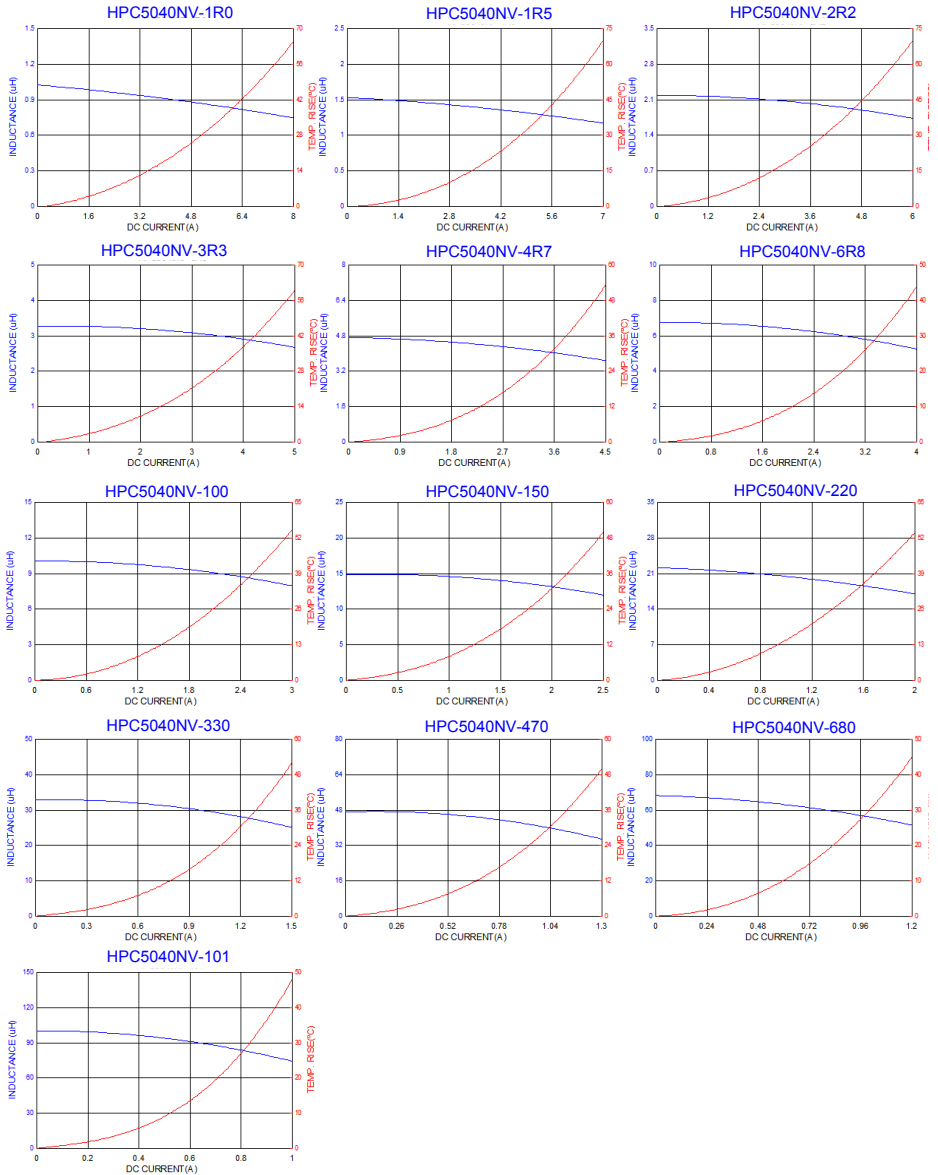 HPC5040NV-1R0
1.5
1.2
0.9
0.6
0.3
0
INDUCTANCE (uH)
70
56
42
28
14
0
TEMP. RISE(ºC)
0 1.6 3.2 4.8 6.4 8
DC CURRENT(A)
HPC5040NV-1R5
2.5
2
1.5
1
0.5
0
INDUCTANCE (uH)
75
60
45
30
15
0
TEMP. RISE(ºC)
0 1.4 2.8 4.2 5.6 7
DC CURRENT(A)
HPC5040NV-2R2
3.5
2.8
2.1
1.4
0.7
0
INDUCTANCE (uH)
75
60
45
30
15
0
0 1.2 2.4 3.6 4.8 6
DC CURRENT(A)
HPC5040NV-3R3
5
4
3
2
1
0
INDUCTANCE (uH)
70
56
42
28
14
0
TEMP. RISE(ºC)
0 1 2 3 4 5
DC CURRENT(A)
HPC5040NV-4R7
8
6.4
4.8
3.2
1.6
0
INDUCTANCE (uH)
60
48
36
24
12
0
TEMP. RISE(ºC)
0 0.9 1.8 2.7 3.6 4.5
DC CURRENT(A)
HPC5040NV-6R8
10
8
6
4
2
0
INDUCTANCE (uH)
50
40
30
20
10
0
TEMP. RISE(ºC)
0 0.8 1.6 2.4 3.2 4
DC CURRENT(A)
HPC5040NV-100
15
12
9
6
3
0
INDUCTANCE (uH)
65
52
39
26
13
0
TEMP. RISE(ºC)
0 0.6 1.2 1.8 2.4 3
DC CURRENT(A)
HPC5040NV-150
25
20
15
10
5
0
INDUCTANCE (uH)
60
48
36
24
12
0
TEMP. RISE(ºC)
0 0.5 1 1.5 2 2.5
DC CURRENT(A)
HPC5040NV-220
35
28
21
14
7
0
INDUCTANCE (uH)
65
52
39
26
13
0
TEMP. RISE(ºC)
0 0.4 0.8 1.2 1.6 2
DC CURRENT(A)
HPC5040NV-330
50
40
30
20
10
0
INDUCTANCE (uH)
60
48
36
24
12
0
TEMP. RISE(ºC)
0 0.3 0.6 0.9 1.2 1.5
DC CURRENT(A)
HPC5040NV-470
80
64
48
32
16
0
INDUCTANCE (uH)
60
48
36
24
12
0
TEMP. RISE(ºC)
0 0.26 0.52 0.78 1.04 1.3
DC CURRENT(A)
HPC5040NV-680
100
80
60
40
20
0
INDUCTANCE (uH)
50
40
30
20
10
0
0 0.24 0.48 0.72 0.96 1.2
DC CURRENT(A)
HPC5040NV-101
150
120
90
60
30
0
INDUCTANCE (uH)
50
40
30
20
10
0
TEMP. RISE(ºC)
0 0.2 0.4 0.6 0.8 1
DC CURRENT(A)